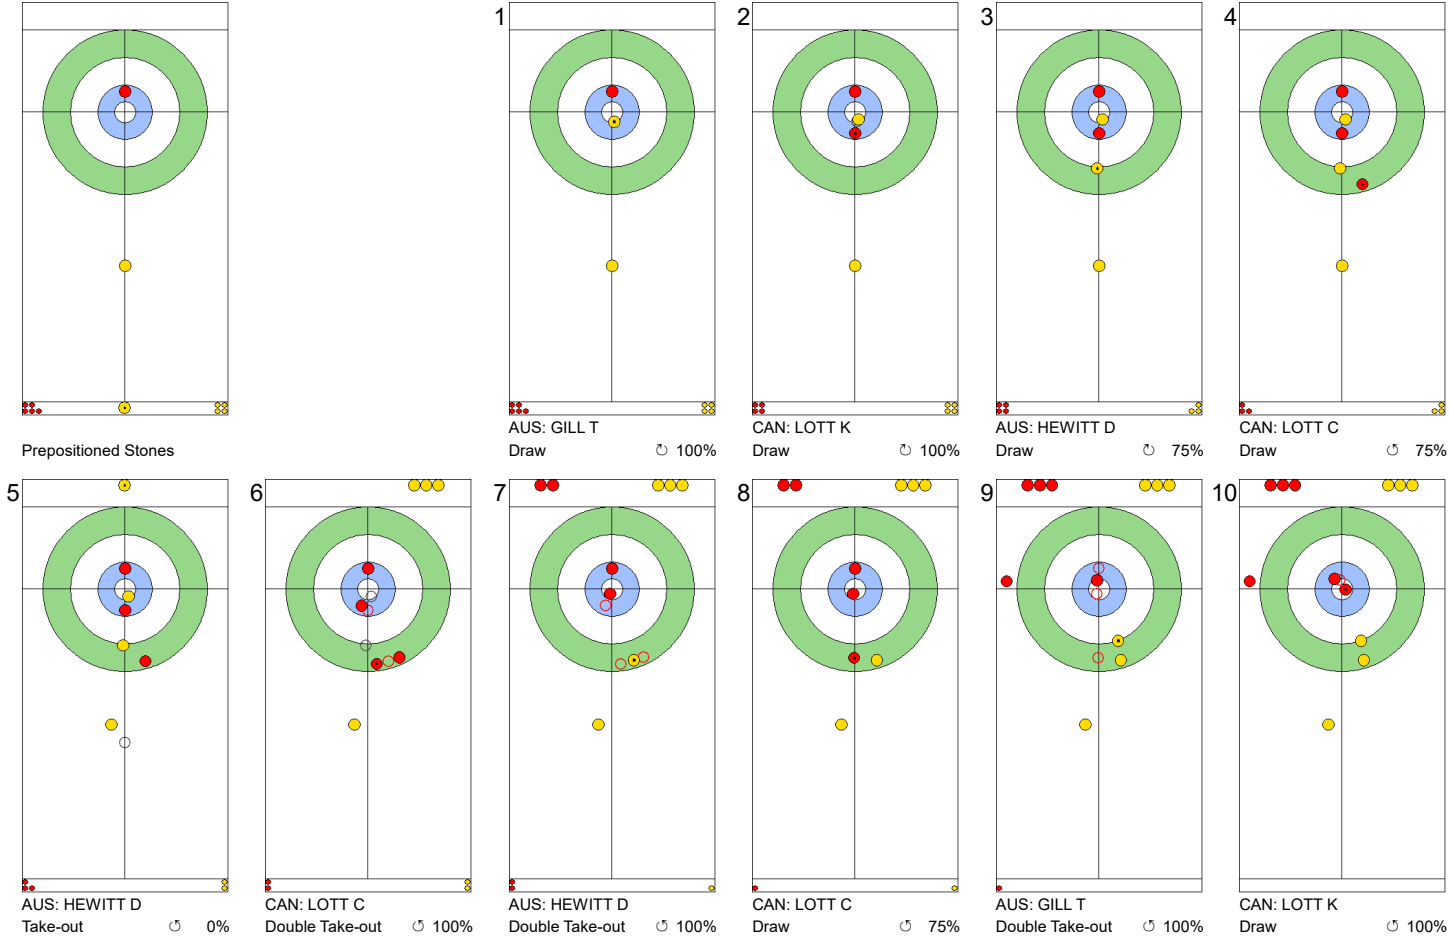 Prepositioned Stones
1
AUS: GILL T
Draw ↻ 100%
2
CAN: LOTT K
Draw ↻ 100%
3
AUS: HEWITT D
Draw ↻ 75%
4
CAN: LOTT C
Draw ↺ 75%
5
AUS: HEWITT D
Take-out ↺ 0%
6
CAN: LOTT C
Double Take-out ↺ 100%
7
AUS: HEWITT D
Double Take-out ↺ 100%
8
CAN: LOTT C
Draw ↺ 75%
9
AUS: GILL T
Double Take-out ↺ 100%
10
CAN: LOTT K
Draw ↺ 100%